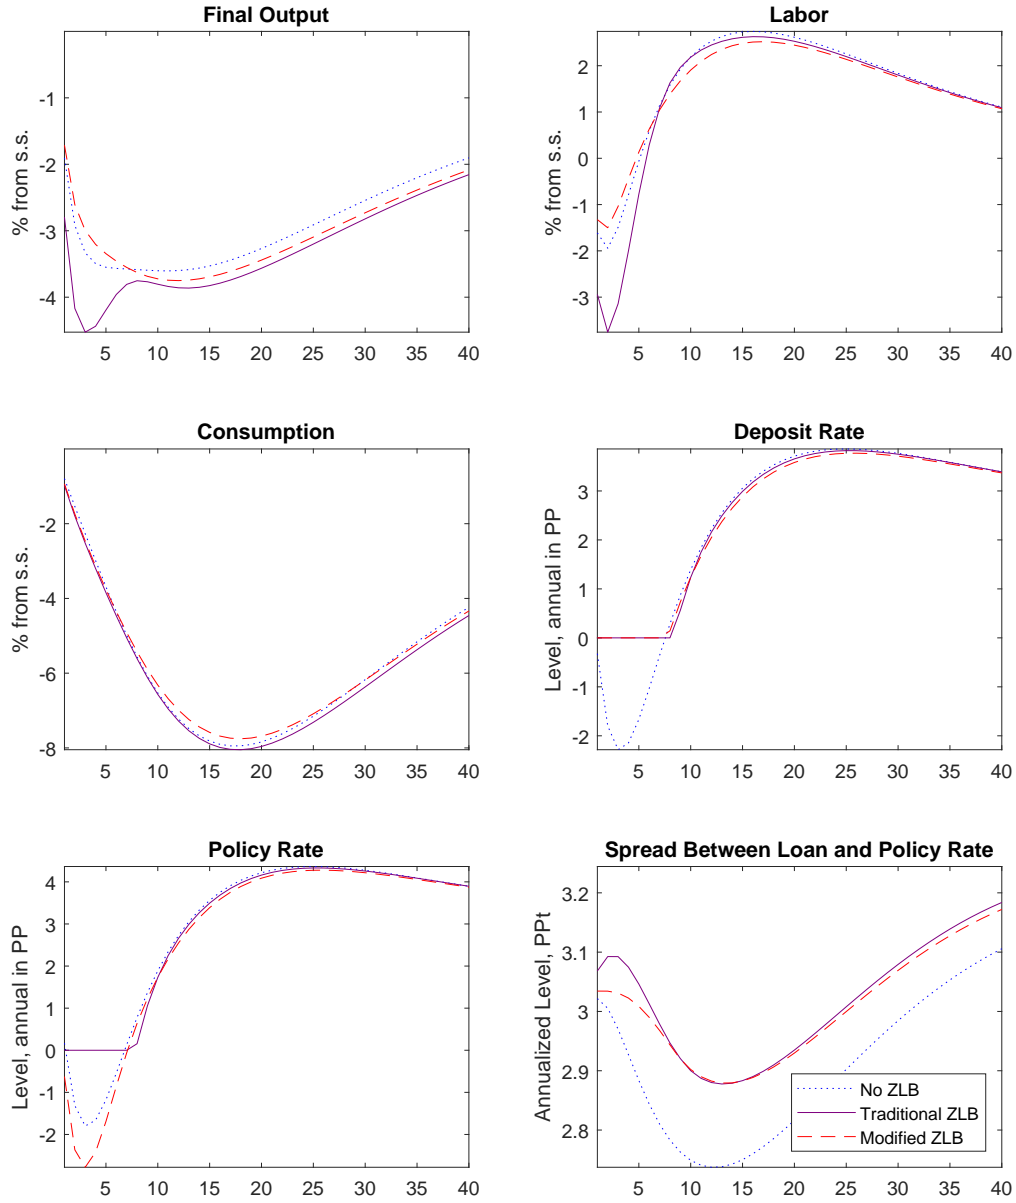 Final Output
% from s.s.
-1
-2
-3
-4
5 10 15 20 25 30 35 40
Labor
% from s.s.
2
1
0
-1
-2
-3
5 10 15 20 25 30 35 40
Consumption
% from s.s.
-2
-4
-6
-8
5 10 15 20 25 30 35 40
Deposit Rate
Level, annual in PP
3
2
1
0
-1
-2
5 10 15 20 25 30 35 40
Policy Rate
Level, annual in PP
4
3
2
1
0
-1
-2
5 10 15 20 25 30 35 40
Spread Between Loan and Policy Rate
Annualized Level, PPt
3.2
3.1
3
2.9
2.8
No ZLB
Traditional ZLB
Modified ZLB
5 10 15 20 25 30 35 40